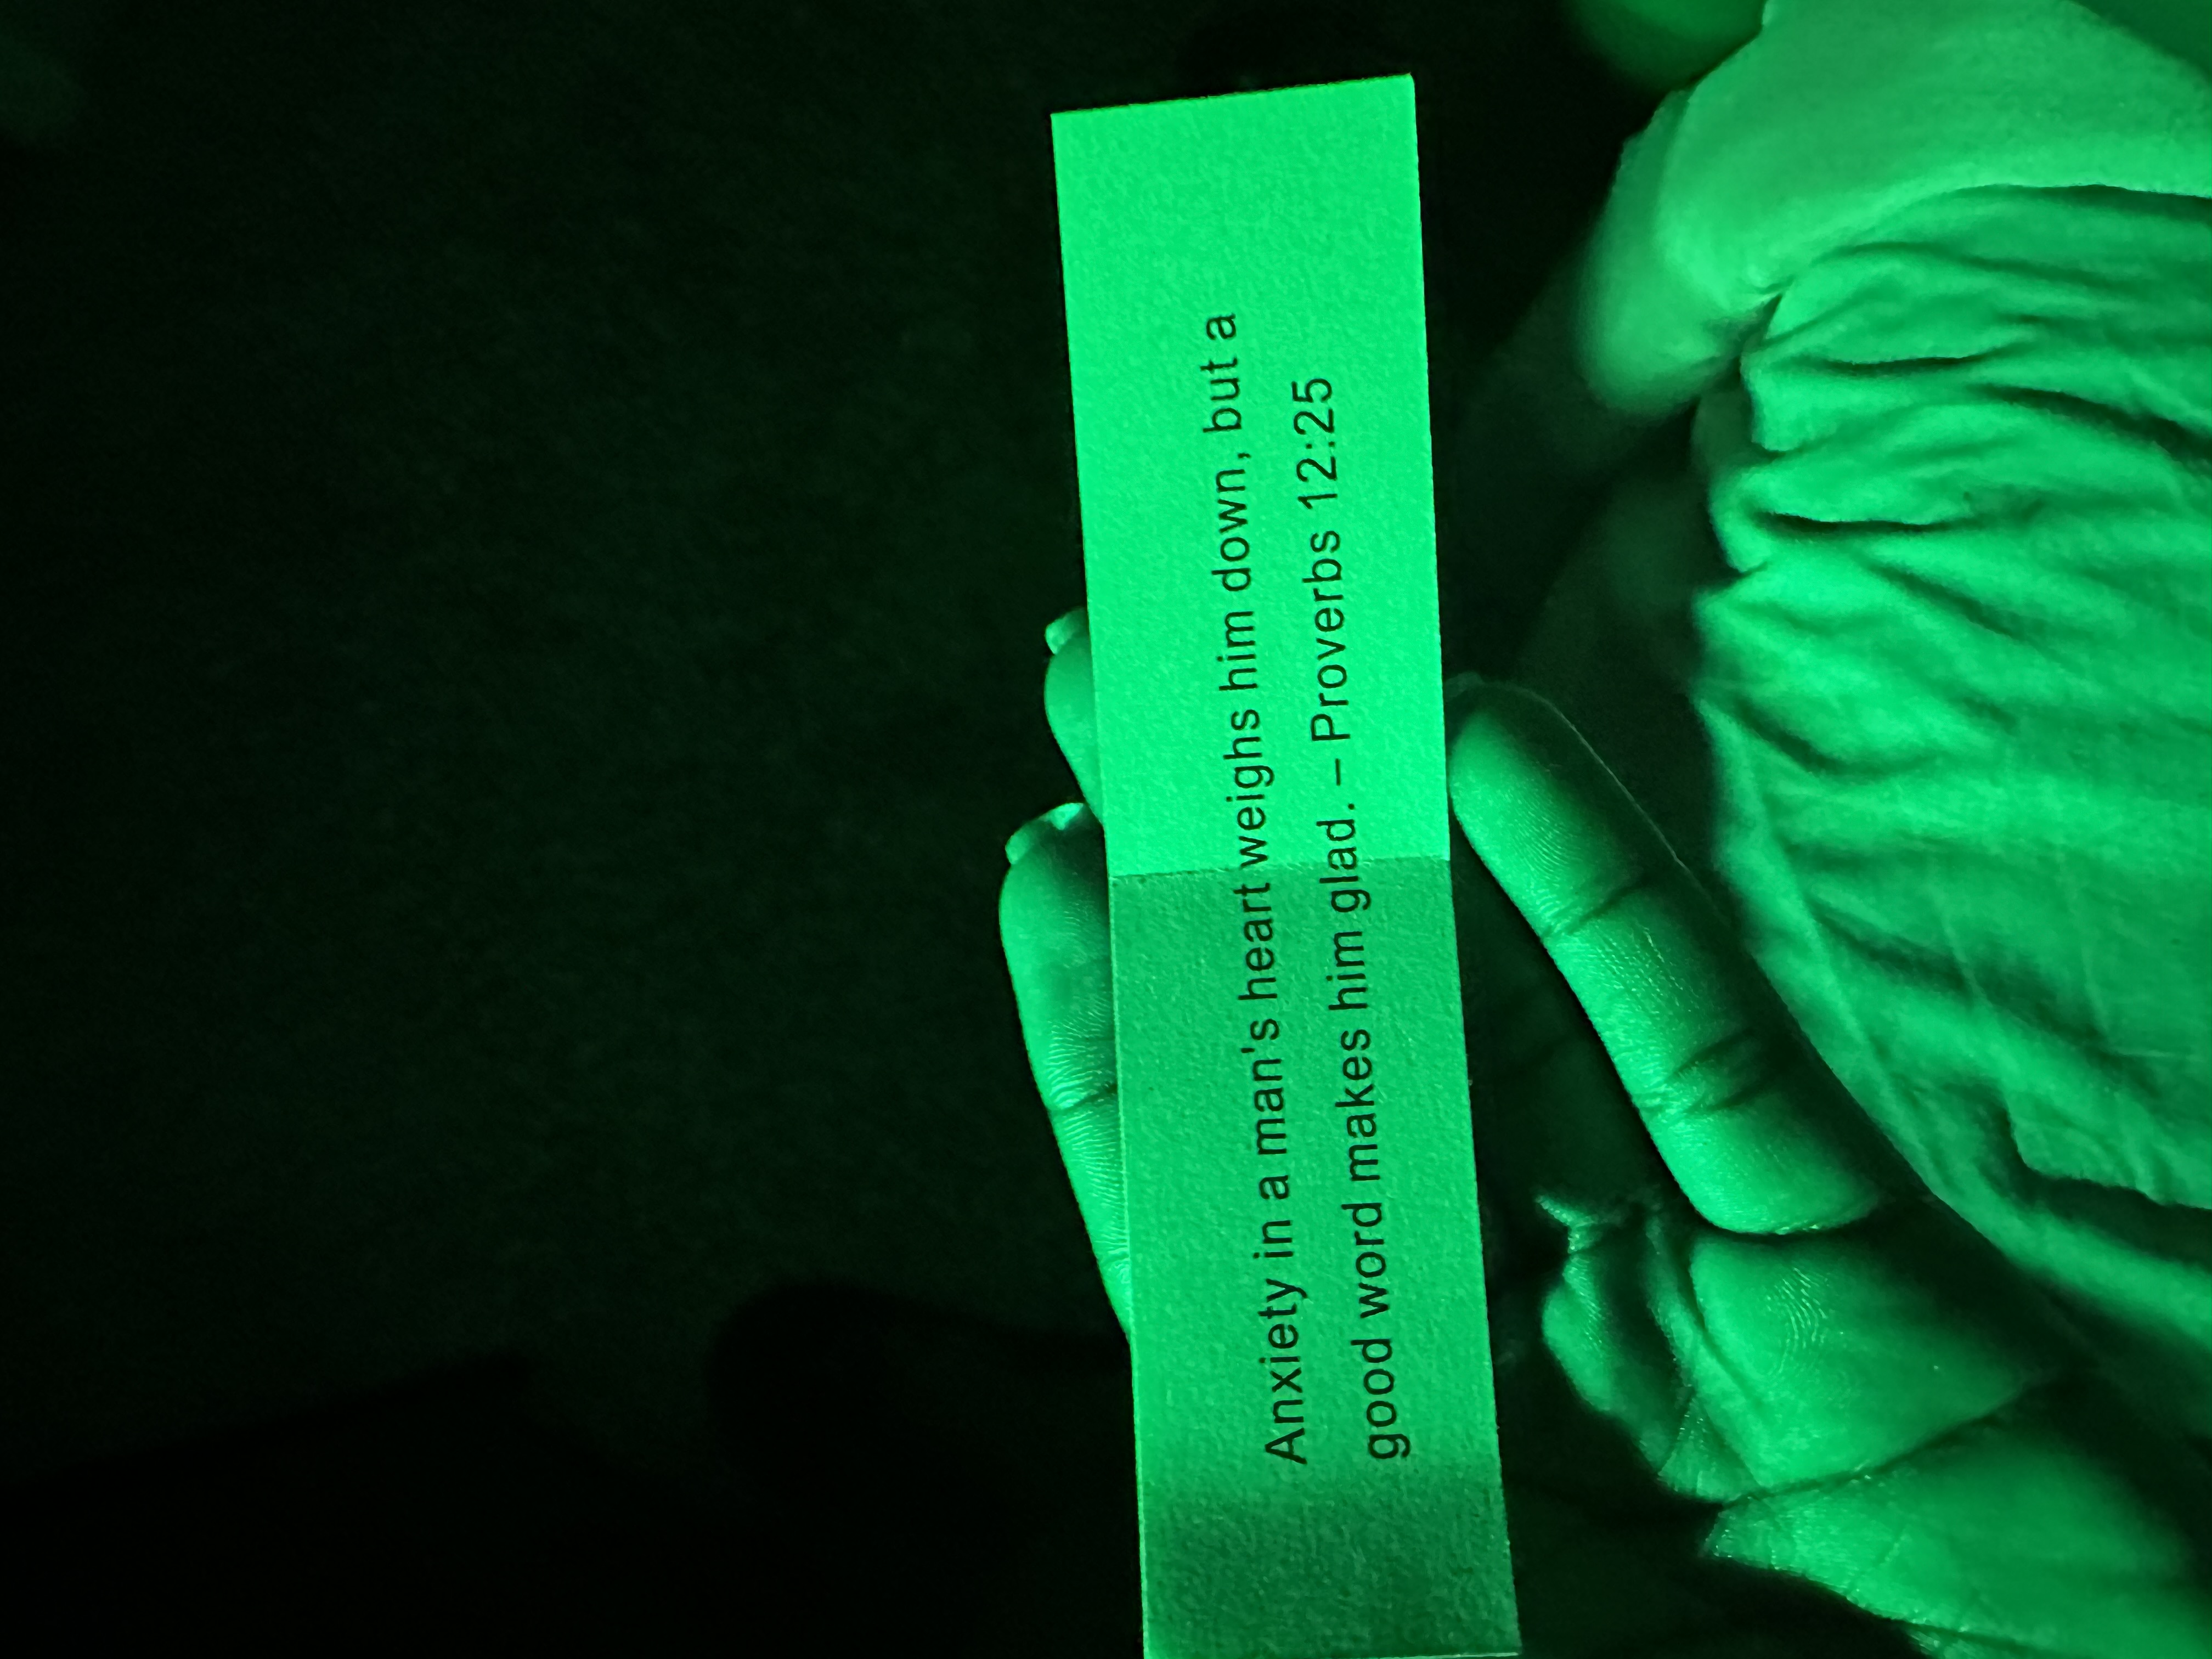 Anxiety in a man's heart weighs him down, but a
good word makes him glad. – Proverbs 12:25